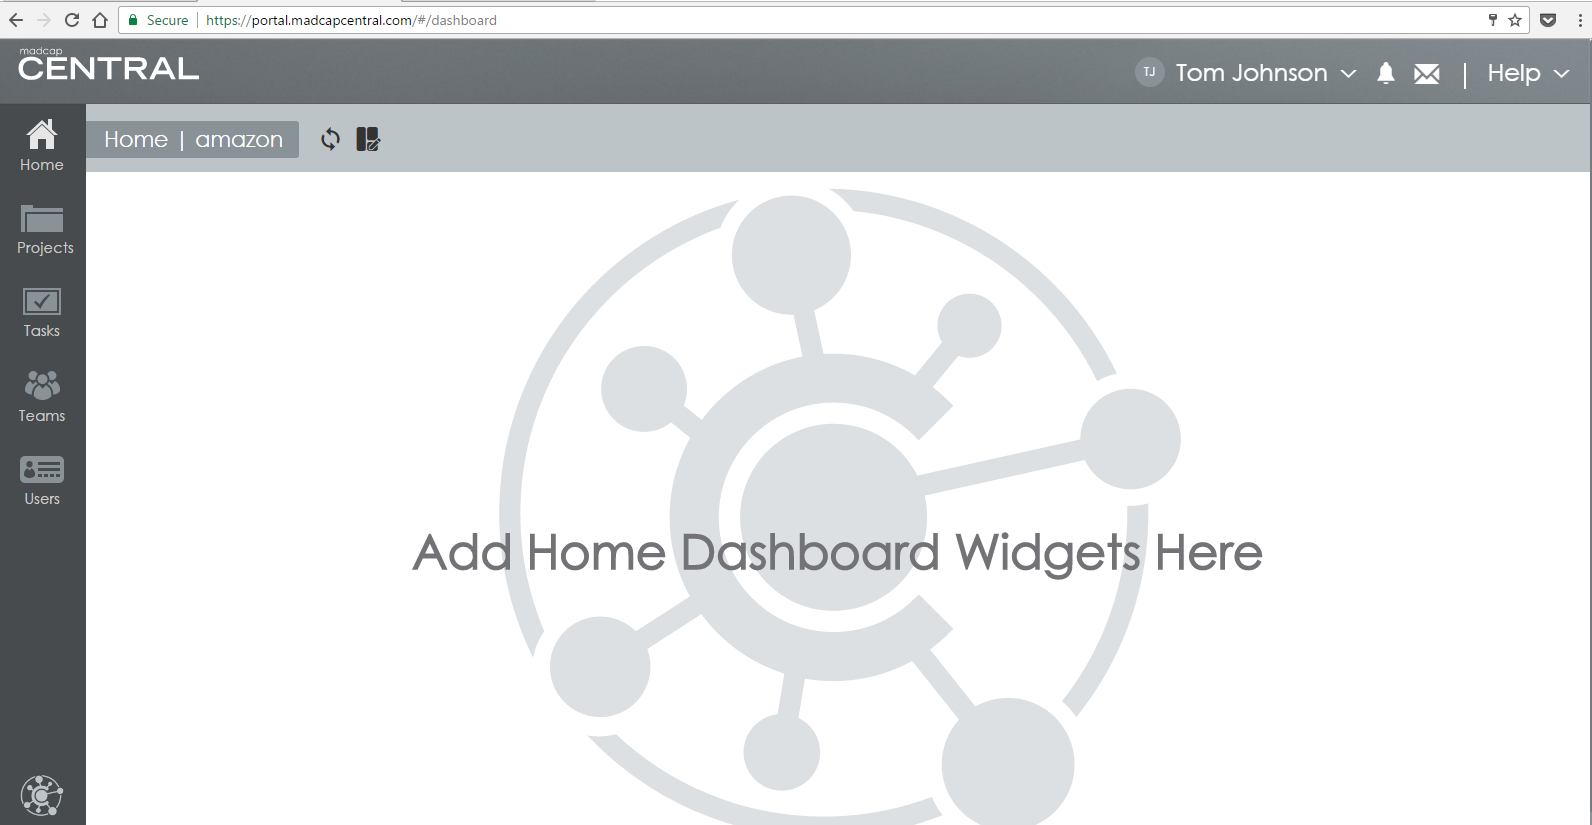 Secure
https://portal.madcapcentral.com/#/dashboard
madcap
CENTRAL
TJ
Tom Johnson
|
Help
Home | amazon
Home
Projects
Tasks
Teams
Users
Add Home Dashboard Widgets Here